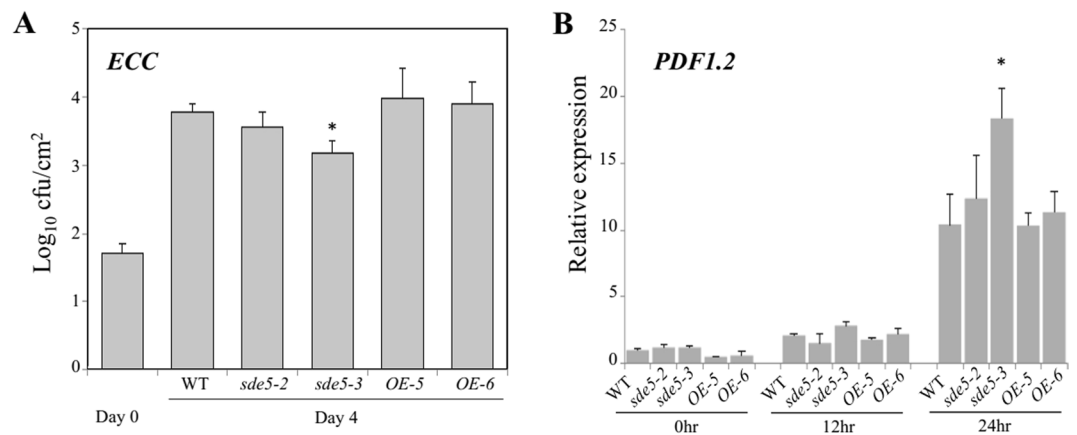 A
ECC
Log10 cfu/cm2
5
4
3
2
1
0
*
WT sde5-2 sde5-3 OE-5 OE-6
Day 0 Day 4
B
PDF1.2
Relative expression
25
20
15
10
5
0
*
WT sde5-2 sde5-3 OE-5 OE-6 WT sde5-2 sde5-3 OE-5 OE-6 WT sde5-2 sde5-3 OE-5 OE-6
0hr 12hr 24hr